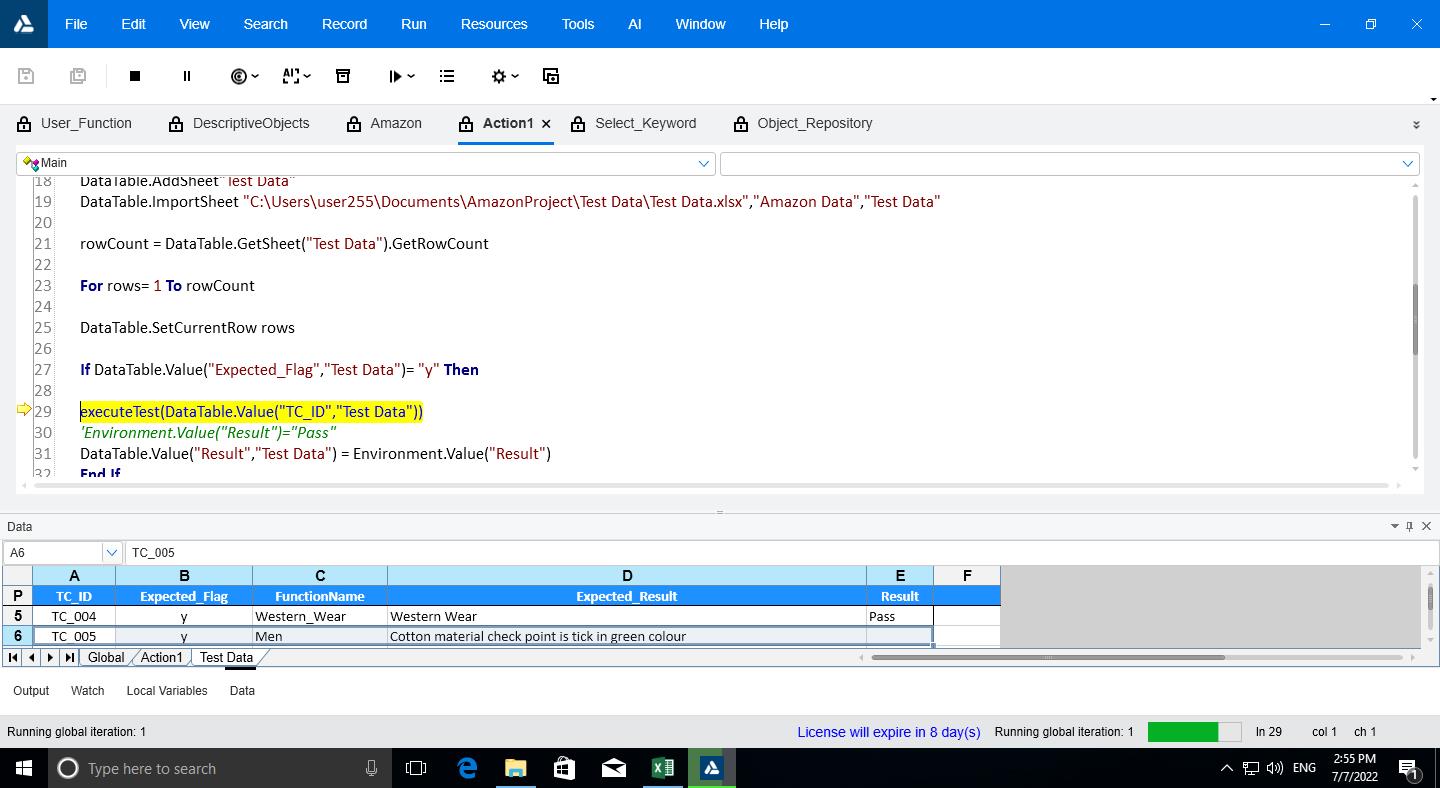 File Edit View Search Record Run Resources Tools AI Window Help
User_Function DescriptiveObjects Amazon Action1 Select_Keyword Object_Repository
Main
18 DataTable.AddSheet"Test Data"
19 DataTable.ImportSheet "C:\Users\user255\Documents\AmazonProject\Test Data\Test Data.xlsx","Amazon Data","Test Data"
20
21 rowCount = DataTable.GetSheet("Test Data").GetRowCount
22
23 For rows= 1 To rowCount
24
25 DataTable.SetCurrentRow rows
26
27 If DataTable.Value("Expected_Flag","Test Data")= "y" Then
28
29 executeTest(DataTable.Value("TC_ID","Test Data"))
30 'Environment.Value("Result")="Pass"
31 DataTable.Value("Result","Test Data") = Environment.Value("Result")
32 End If
Data
A6 TC_005
A B C D E F
P TC_ID Expected_Flag FunctionName Expected_Result Result
5 TC_004 y Western_Wear Western Wear Pass
6 TC_005 y Men Cotton material check point is tick in green colour
Global Action1 Test Data
Output Watch Local Variables Data
Running global iteration: 1 License will expire in 8 day(s) Running global iteration: 1 ln 29 col 1 ch 1
Type here to search ENG 2:55 PM
7/7/2022 1